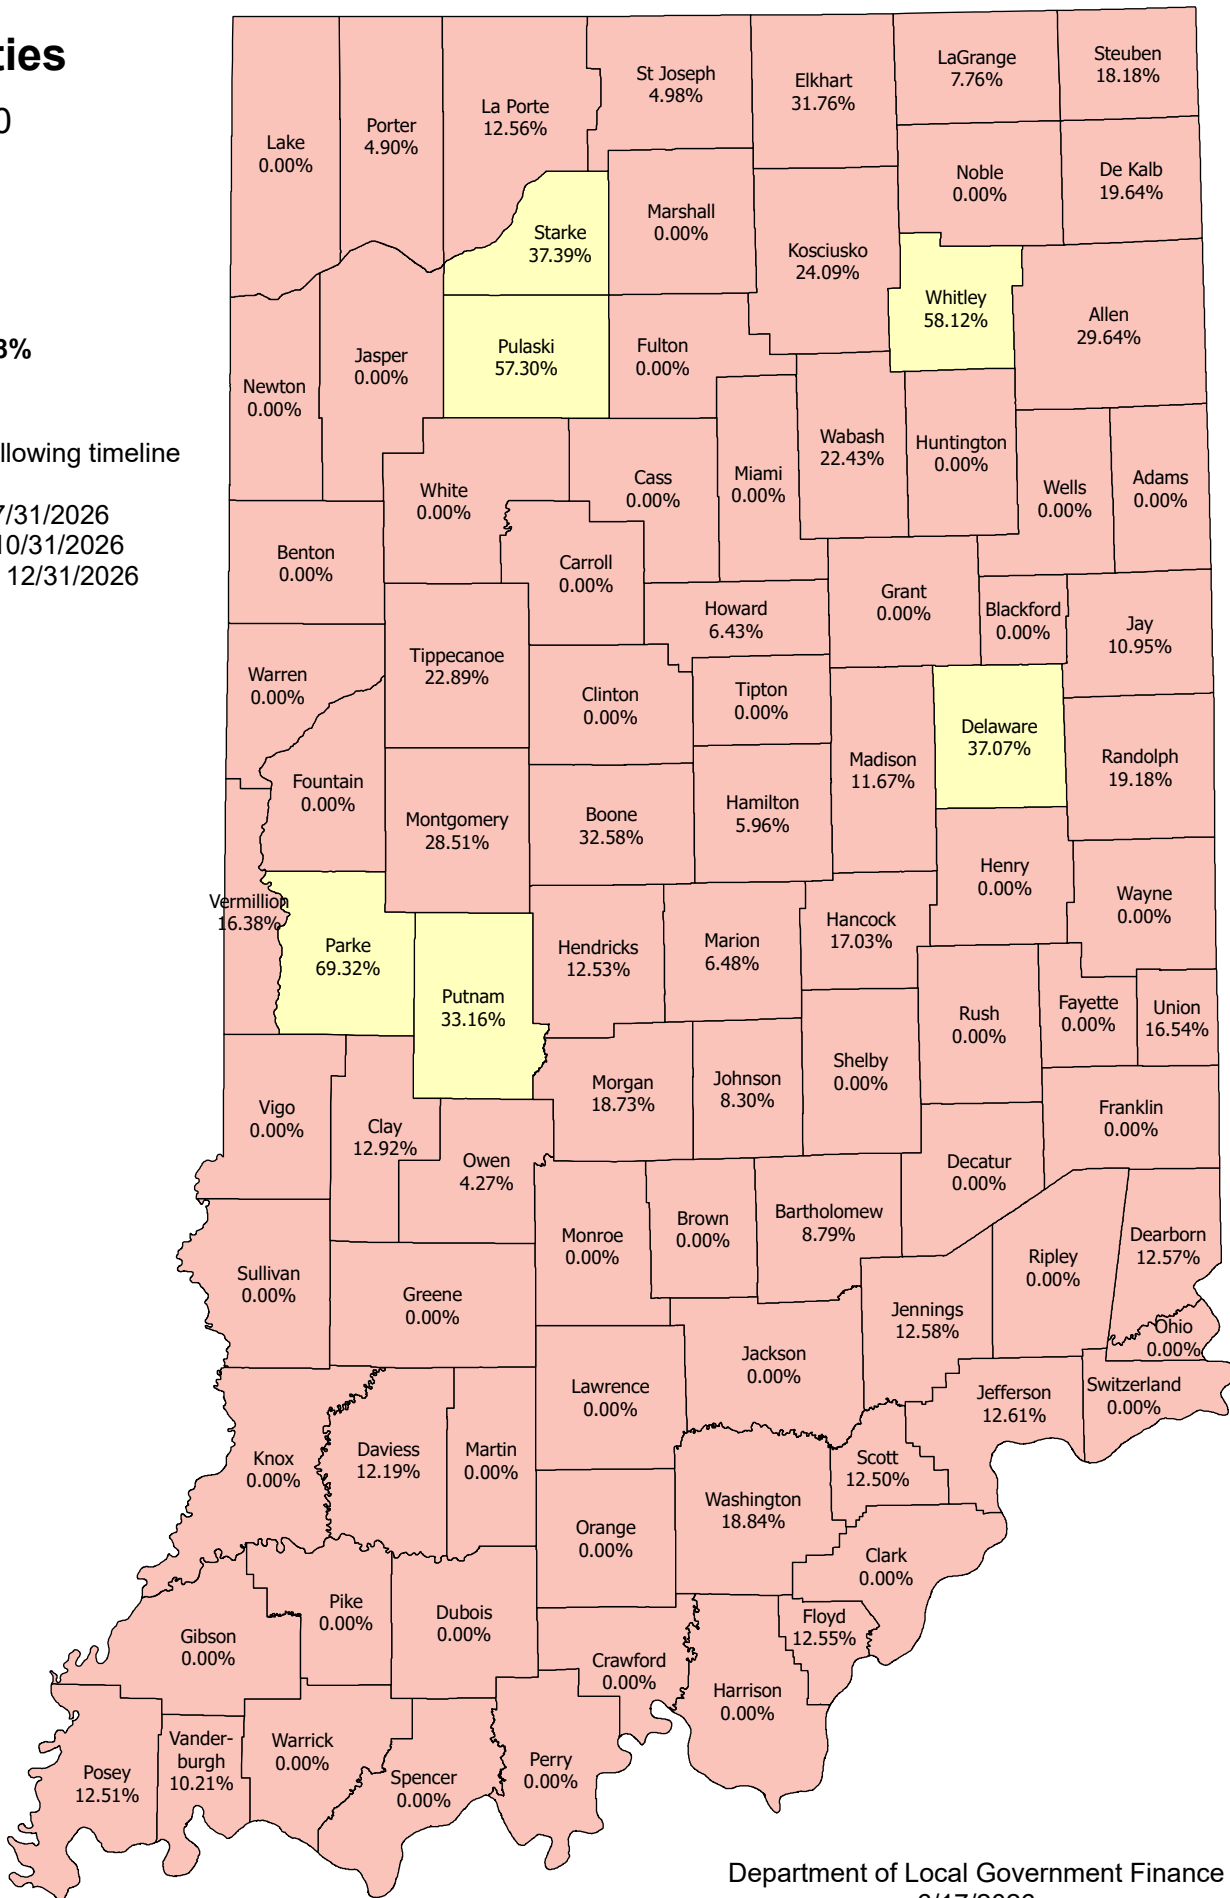 ties
0
3%
llowing timeline
7/31/2026
10/31/2026
12/31/2026
Lake
0.00%
Porter
4.90%
La Porte
12.56%
St Joseph
4.98%
Elkhart
31.76%
LaGrange
7.76%
Steuben
18.18%
Noble
0.00%
De Kalb
19.64%
Starke
37.39%
Marshall
0.00%
Kosciusko
24.09%
Whitley
58.12%
Allen
29.64%
Newton
0.00%
Jasper
0.00%
Pulaski
57.30%
Fulton
0.00%
Wabash
22.43%
Huntington
0.00%
Wells
0.00%
Adams
0.00%
White
0.00%
Cass
0.00%
Miami
0.00%
Benton
0.00%
Carroll
0.00%
Howard
6.43%
Grant
0.00%
Blackford
0.00%
Jay
10.95%
Warren
0.00%
Tippecanoe
22.89%
Clinton
0.00%
Tipton
0.00%
Madison
11.67%
Delaware
37.07%
Randolph
19.18%
Fountain
0.00%
Montgomery
28.51%
Boone
32.58%
Hamilton
5.96%
Henry
0.00%
Wayne
0.00%
Vermillion
16.38%
Parke
69.32%
Putnam
33.16%
Hendricks
12.53%
Marion
6.48%
Hancock
17.03%
Rush
0.00%
Fayette
0.00%
Union
16.54%
Vigo
0.00%
Clay
12.92%
Owen
4.27%
Morgan
18.73%
Johnson
8.30%
Shelby
0.00%
Franklin
0.00%
Decatur
0.00%
Sullivan
0.00%
Greene
0.00%
Monroe
0.00%
Brown
0.00%
Bartholomew
8.79%
Jennings
12.58%
Ripley
0.00%
Dearborn
12.57%
Ohio
0.00%
Switzerland
0.00%
Jefferson
12.61%
Knox
0.00%
Daviess
12.19%
Martin
0.00%
Lawrence
0.00%
Jackson
0.00%
Scott
12.50%
Washington
18.84%
Orange
0.00%
Clark
0.00%
Gibson
0.00%
Pike
0.00%
Dubois
0.00%
Crawford
0.00%
Floyd
12.55%
Harrison
0.00%
Posey
12.51%
Vander-
burgh
10.21%
Warrick
0.00%
Spencer
0.00%
Perry
0.00%
Department of Local Government Finance